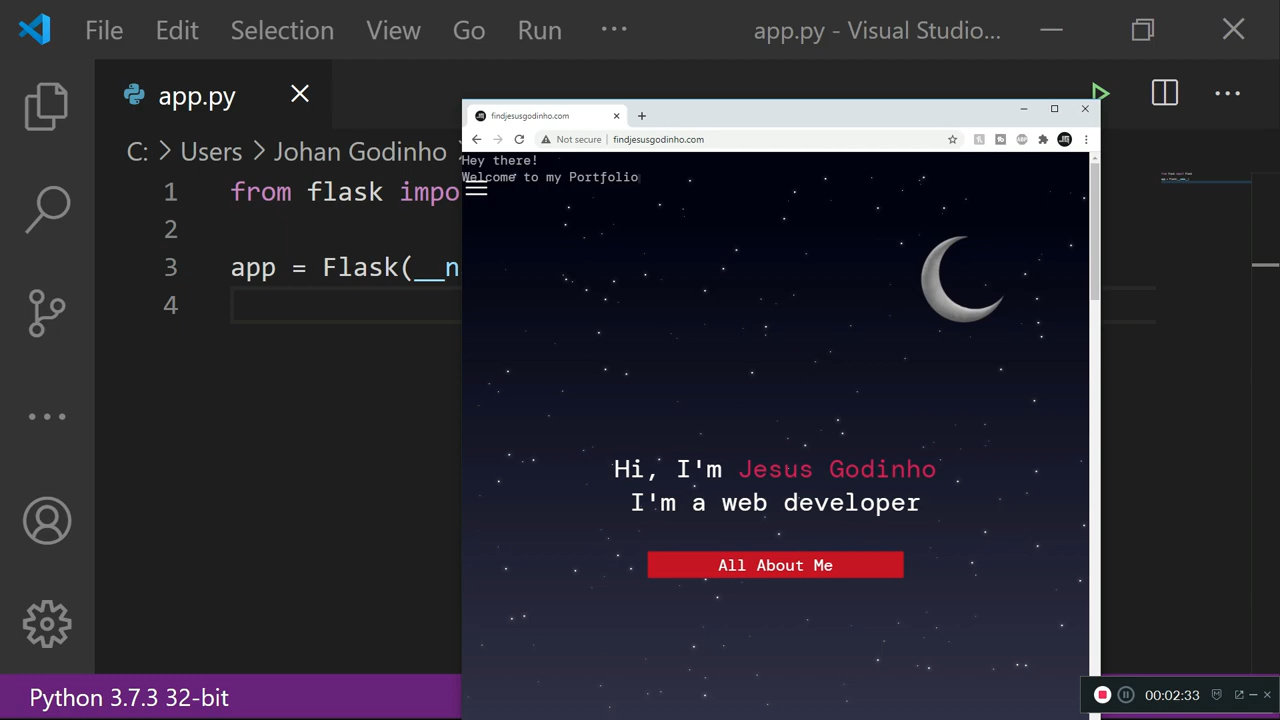 File Edit Selection View Go Run ··· app.py - Visual Studio...
app.py
C: > Users > Johan Godinho
1 from flask impo
2
3 app = Flask(__n
4
findjesusgodinho.com
Not secure | findjesusgodinho.com
Hey there!
Welcome to my Portfolio
Hi, I'm Jesus Godinho
I'm a web developer
All About Me
Python 3.7.3 32-bit
00:02:33